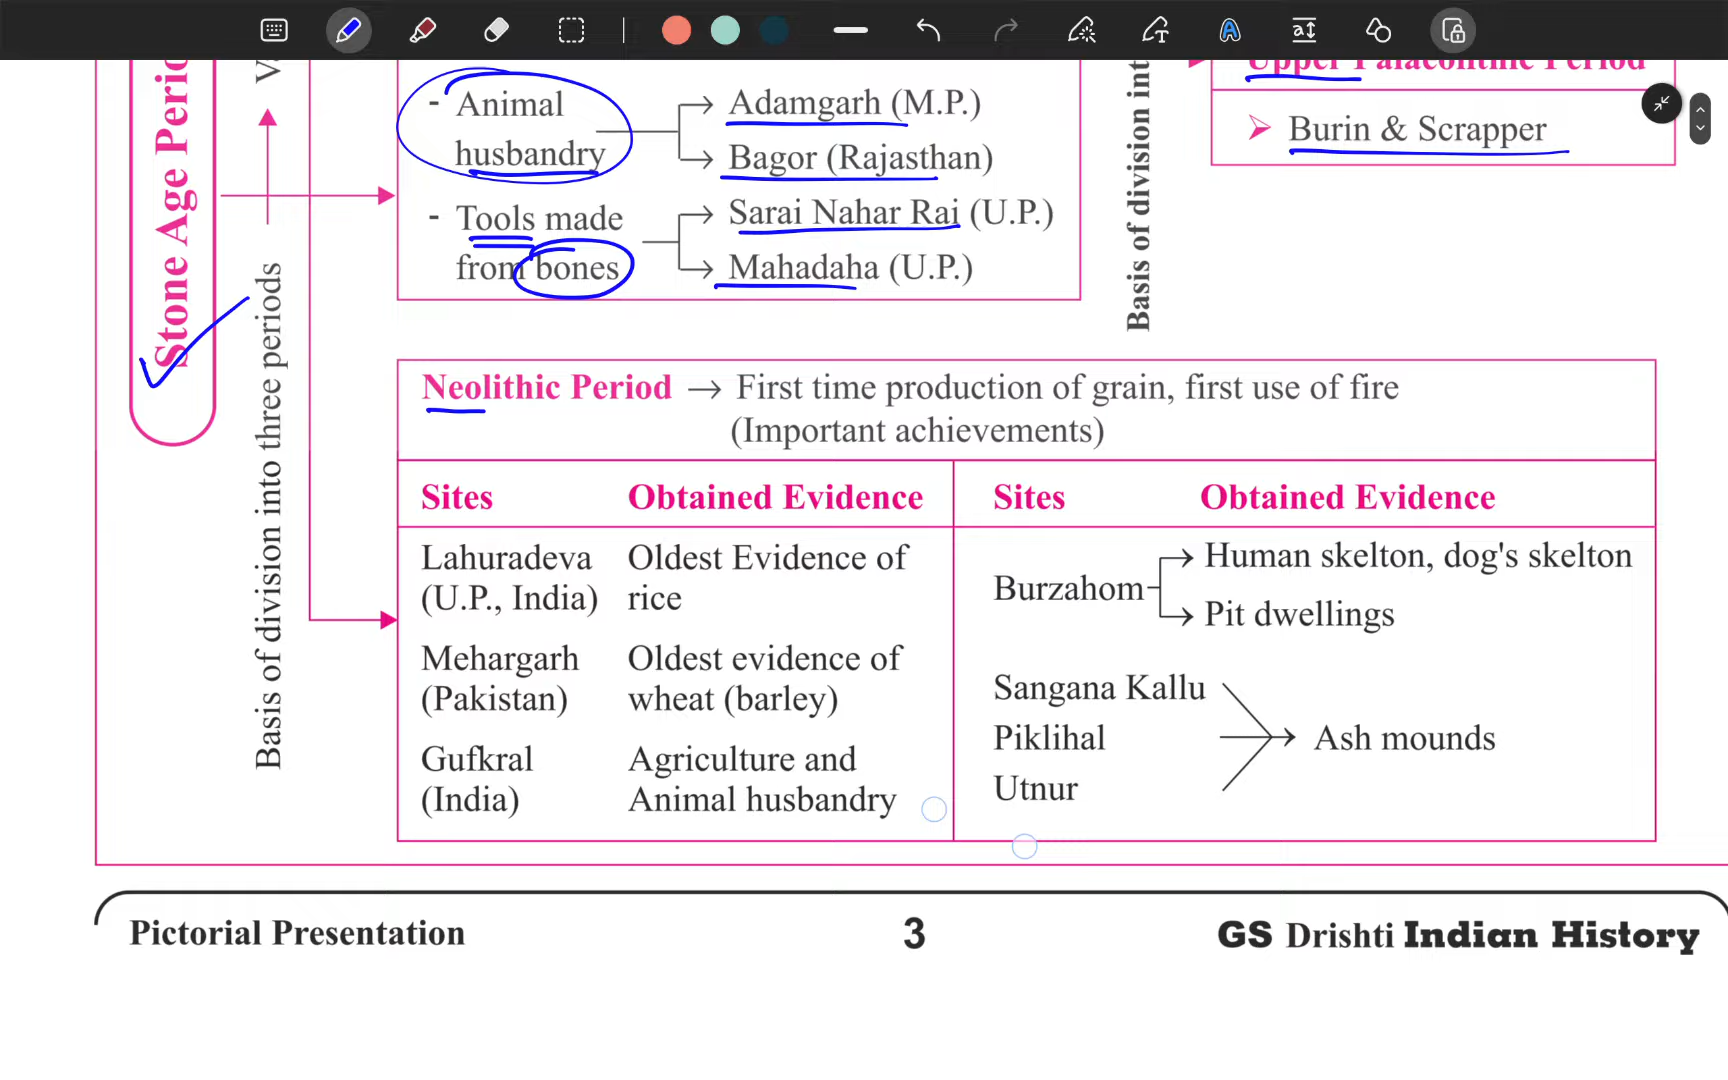 Stone Age Perio
Basis of division into three periods
V
- Animal
husbandry
Adamgarh (M.P.)
Bagor (Rajasthan)
- Tools made
from bones
Sarai Nahar Rai (U.P.)
Mahadaha (U.P.)
Basis of division int
Upper Palaeolithic Period
Burin & Scrapper
Neolithic Period → First time production of grain, first use of fire
(Important achievements)
Sites Obtained Evidence
Lahuradeva Oldest Evidence of
(U.P., India) rice
Mehargarh Oldest evidence of
(Pakistan) wheat (barley)
Gufkral Agriculture and
(India) Animal husbandry
Sites Obtained Evidence
Human skelton, dog's skelton
Burzahom
Pit dwellings
Sangana Kallu
Piklihal Ash mounds
Utnur
Pictorial Presentation 3 GS Drishti Indian History